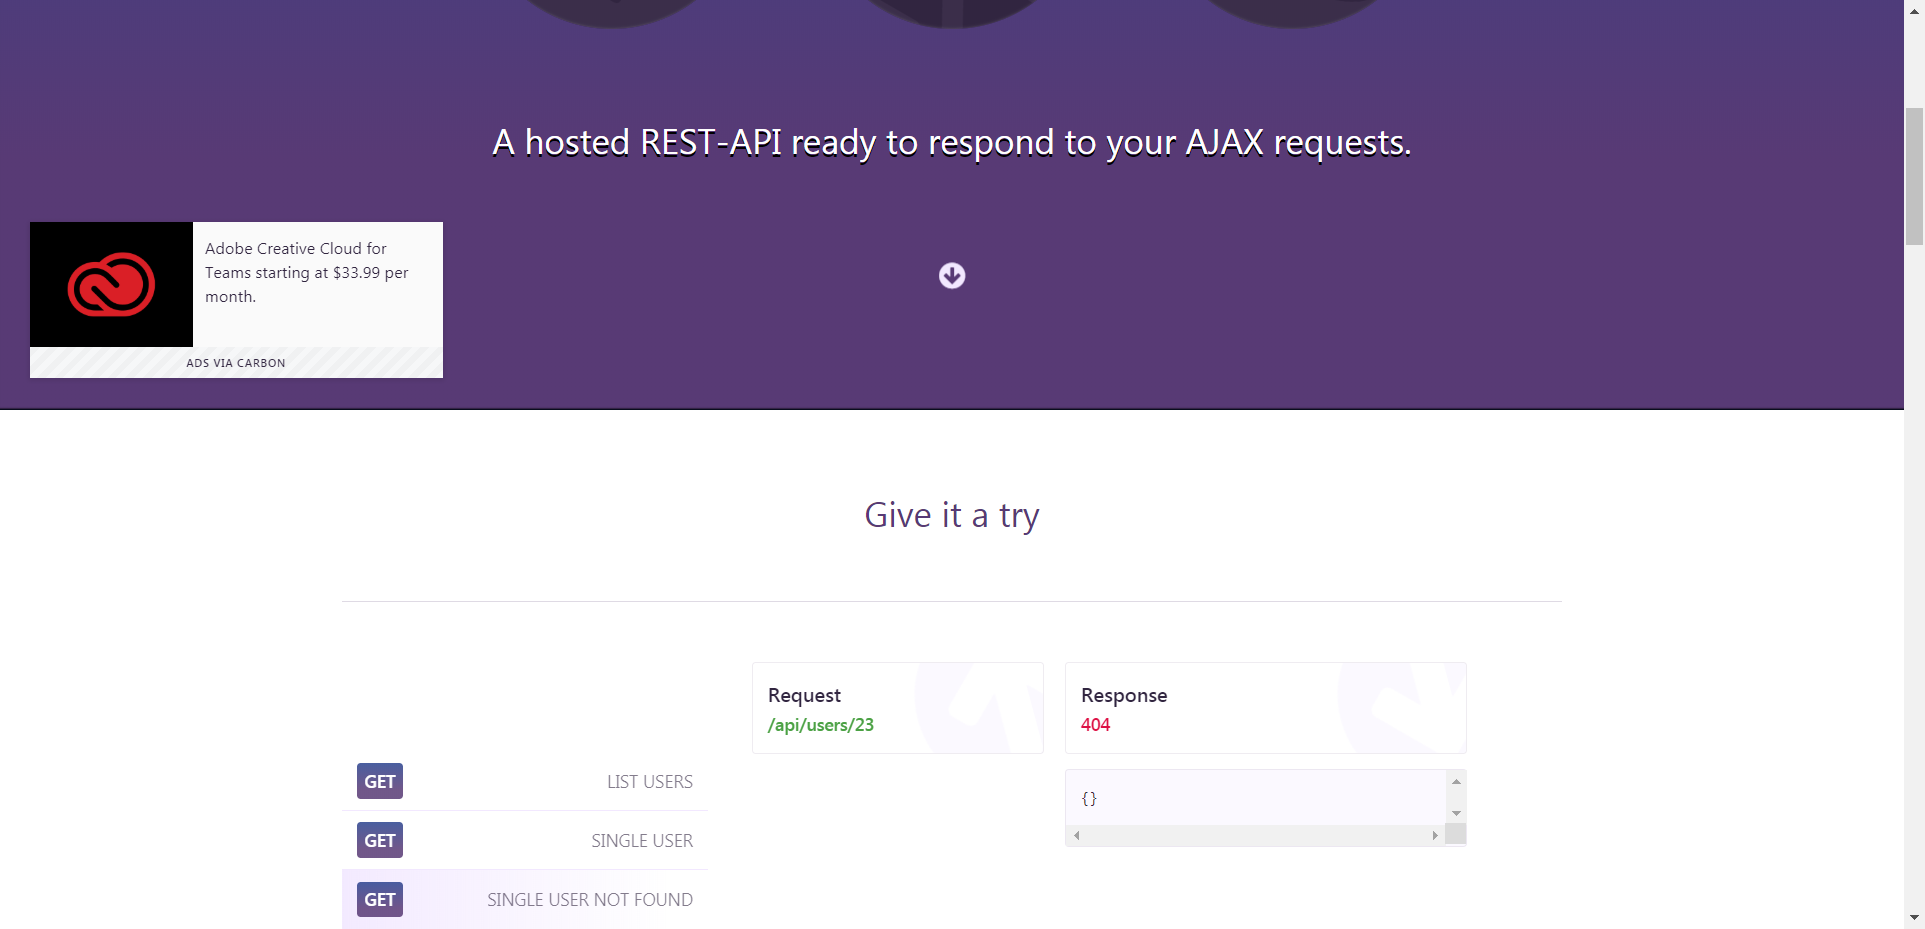 A hosted REST-API ready to respond to your AJAX requests.
Adobe Creative Cloud for
Teams starting at $33.99 per
month.
ADS VIA CARBON
Give it a try
Request
/api/users/23
Response
404
{}
GET LIST USERS
GET SINGLE USER
GET SINGLE USER NOT FOUND